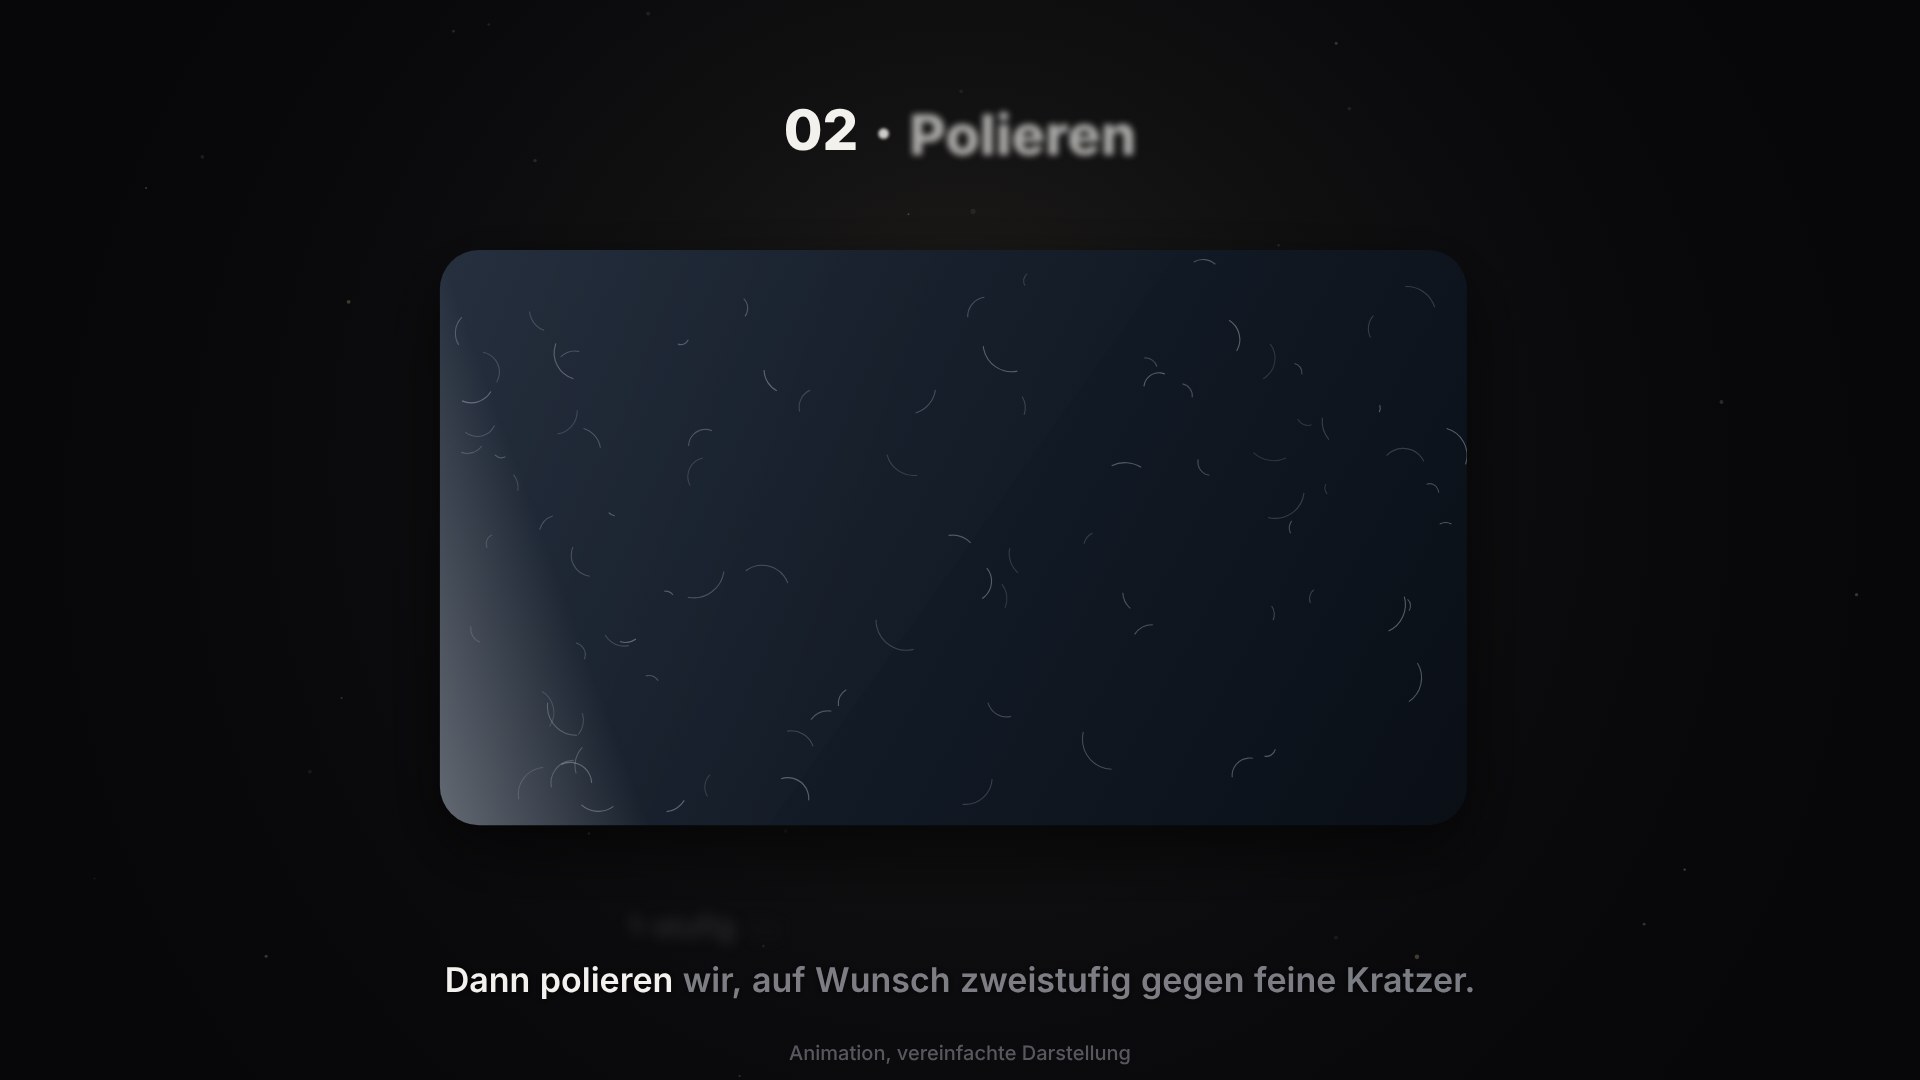 02 · Polieren
Dann polieren wir, auf Wunsch zweistufig gegen feine Kratzer.
Animation, vereinfachte Darstellung